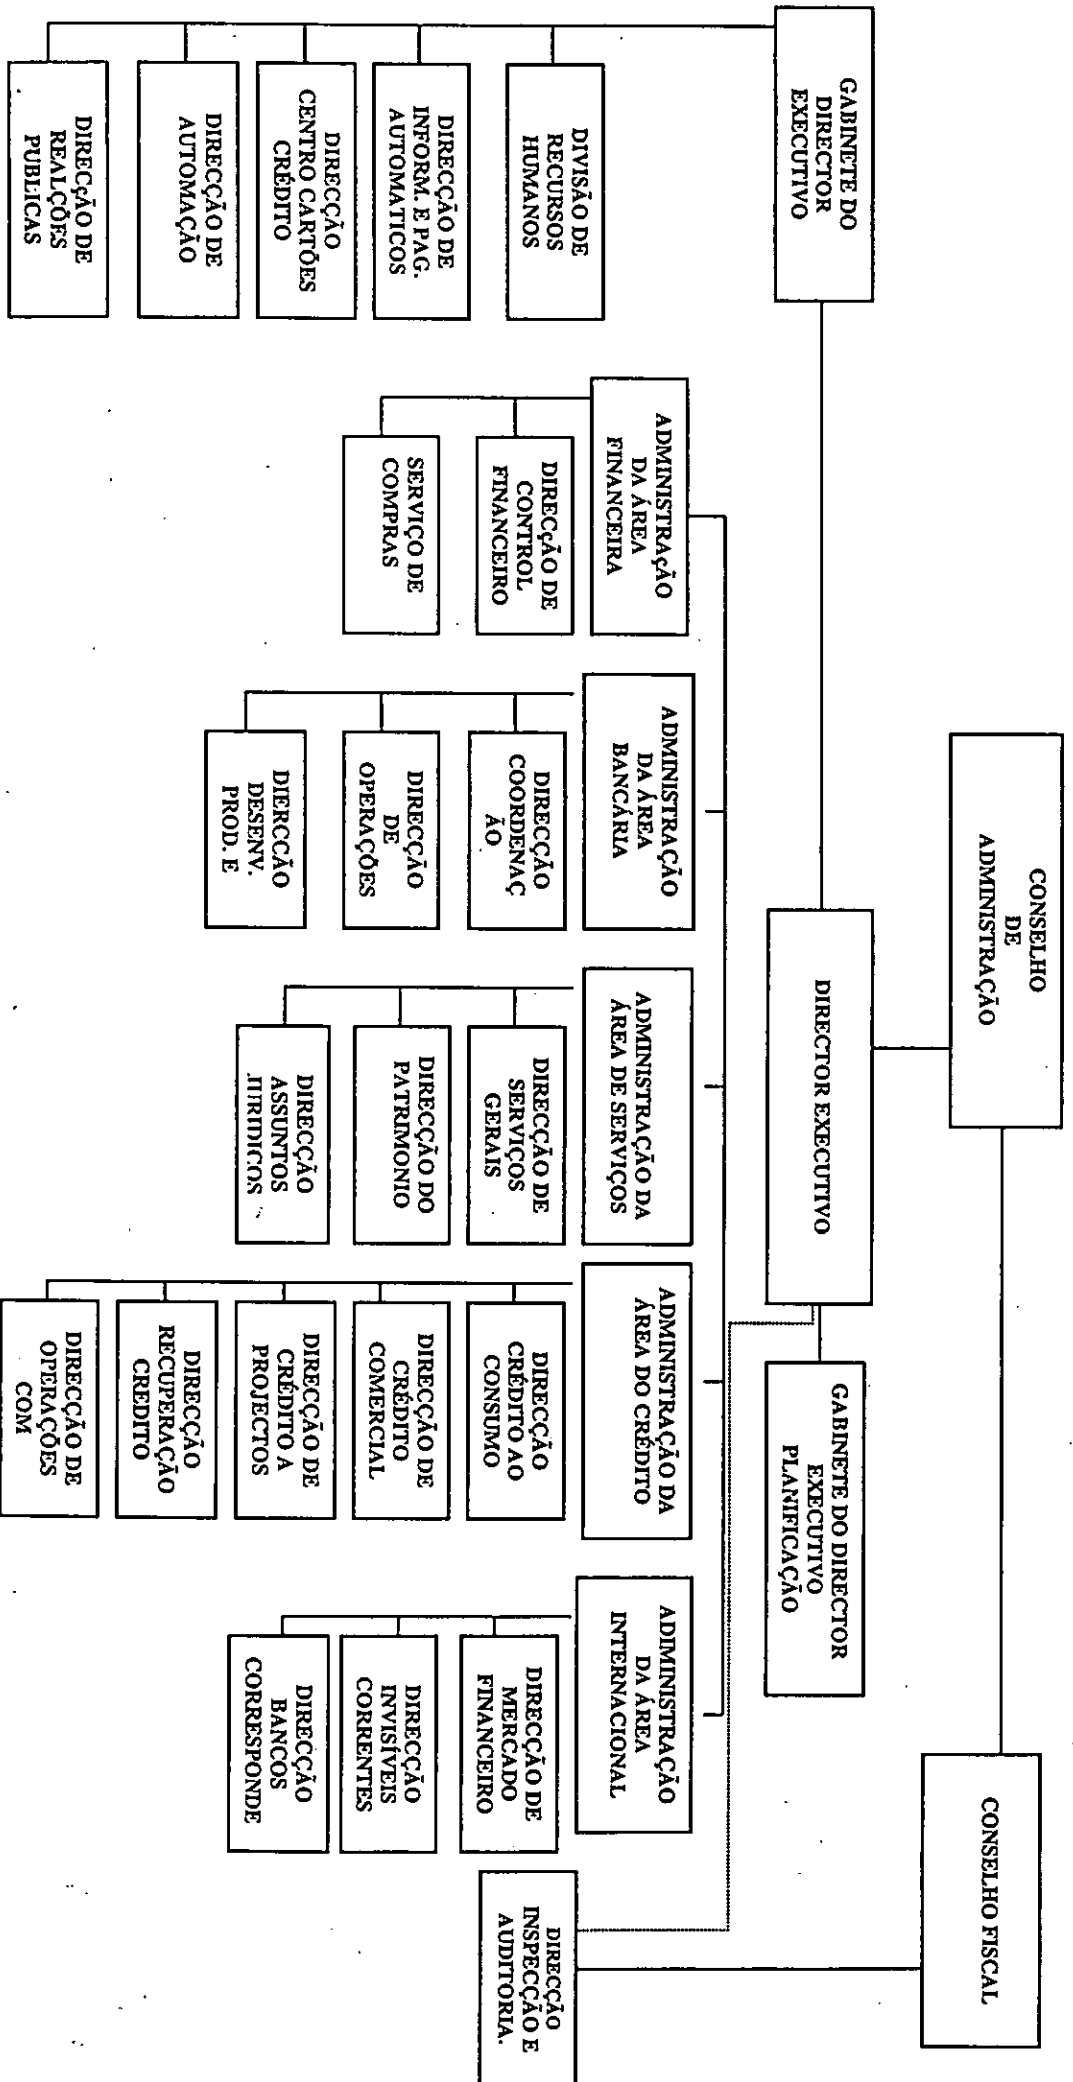 CONSELHO
DE
ADMINISTRAÇÃO
CONSELHO FISCAL
GABINETE DO
DIRECTOR
EXECUTIVO
DIRECTOR EXECUTIVO
GABINETE DO DIRECTOR
EXECUTIVO
PLANIFICAÇÃO
DIVISÃO DE
RECURSOS
HUMANOS
DIRECÇÃO DE
INFORM. E PAG.
AUTOMATICOS
DIRECÇÃO
CENTRO CARTÕES
CRÉDITO
DIRECÇÃO DE
AUTOMAÇÃO
DIRECÇÃO DE
REALÇÕES
PUBLICAS
ADMINISTRAÇÃO
DA ÁREA
FINANCEIRA
DIRECÇÃO DE
CONTROL
FINANCEIRO
SERVIÇO DE
COMPRAS
ADMINISTRAÇÃO
DA ÁREA
BANCÁRIA
DIRECÇÃO
COORDENAÇ
ÃO
DIRECÇÃO
DE
OPERAÇÕES
DIERCCÃO
DESENV.
PROD. E
ADMINISTRAÇÃO DA
ÁREA DE SERVIÇOS
DIRECÇÃO DE
SERVIÇOS
GERAIS
DIRECÇÃO DO
PATRIMONIO
DIRECÇÃO
ASSUNTOS
JURIDICOS
ADMINISTRAÇÃO DA
ÁREA DO CRÉDITO
DIRECÇÃO
CRÉDITO AO
CONSUMO
DIRECÇÃO DE
CRÉDITO
COMERCIAL
DIRECÇÃO DE
CRÉDITO A
PROJECTOS
DIRECÇÃO
RECUPERAÇÃO
CREDITO
DIRECÇÃO DE
OPERAÇÕES
COM
ADIMINISTRAÇÃO
DA ÁREA
INTERNACIONAL
DIRECÇÃO DE
MERCADO
FINANCEIRO
DIRECÇÃO
INVISÍVEIS
CORRENTES
DIRECÇÃO
BANCOS
CORRESPONDE
DIRECÇÃO
INSPECÇÃO E
AUDITORIA.